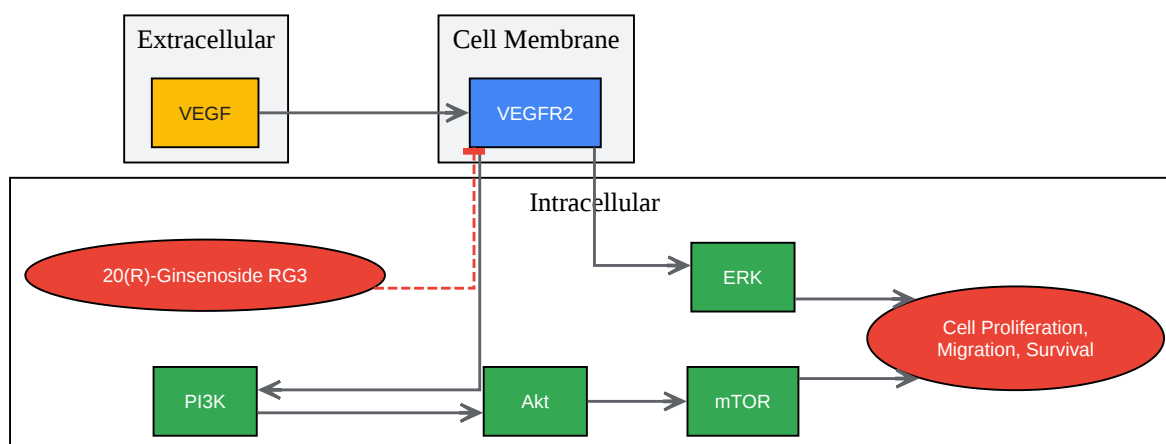 Extracellular
Cell Membrane
VEGF
VEGFR2
Intracellular
20(R)-Ginsenoside RG3
ERK
Cell Proliferation,
Migration, Survival
PI3K
Akt
mTOR